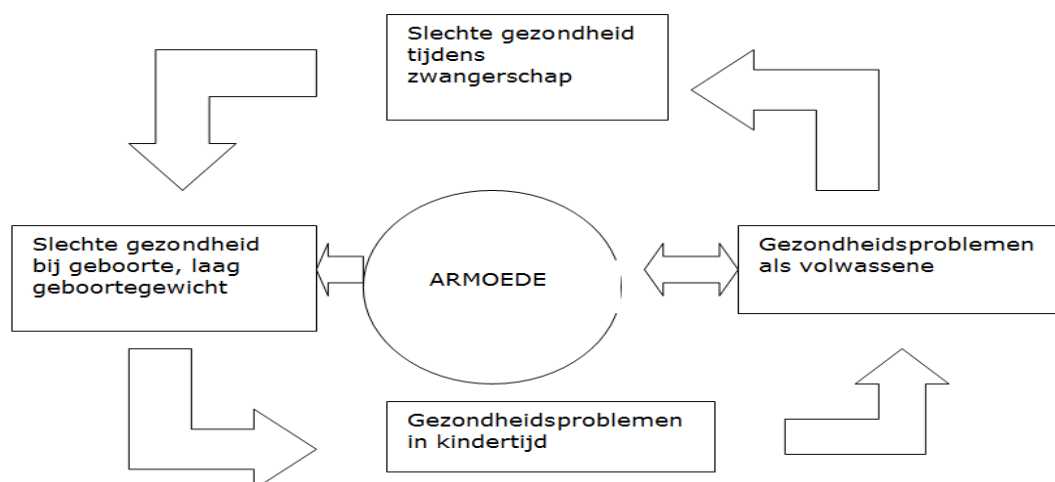 Slechte gezondheid
tijdens
zwangerschap
Slechte gezondheid
bij geboorte, laag
geboortegewicht
ARMOEDE
Gezondheidsproblemen
als volwassene
Gezondheidsproblemen
in kindertijd